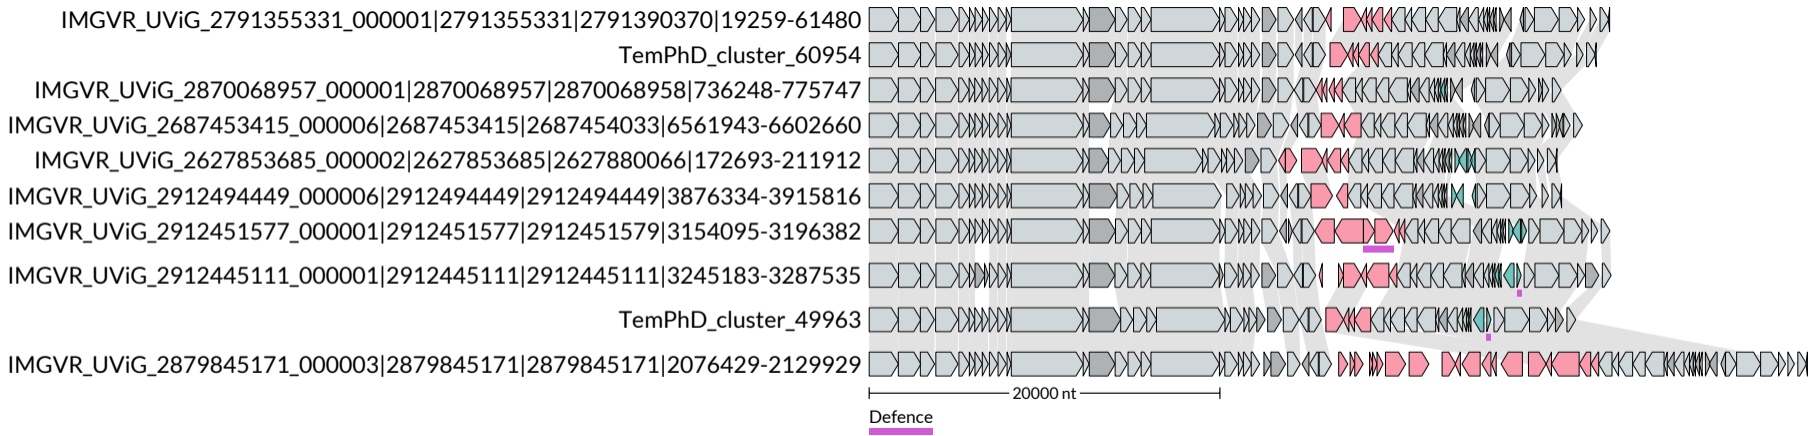 IMGVR_UViG_2791355331_000001|2791355331|2791390370|19259-61480
TemPhD_cluster_60954
IMGVR_UViG_2870068957_000001|2870068957|2870068958|736248-775747
IMGVR_UViG_2687453415_000006|2687453415|2687454033|6561943-6602660
IMGVR_UViG_2627853685_000002|2627853685|2627880066|172693-211912
IMGVR_UViG_2912494449_000006|2912494449|2912494449|3876334-3915816
IMGVR_UViG_2912451577_000001|2912451577|2912451579|3154095-3196382
IMGVR_UViG_2912445111_000001|2912445111|2912445111|3245183-3287535
TemPhD_cluster_49963
IMGVR_UViG_2879845171_000003|2879845171|2879845171|2076429-2129929
20000 nt
Defence